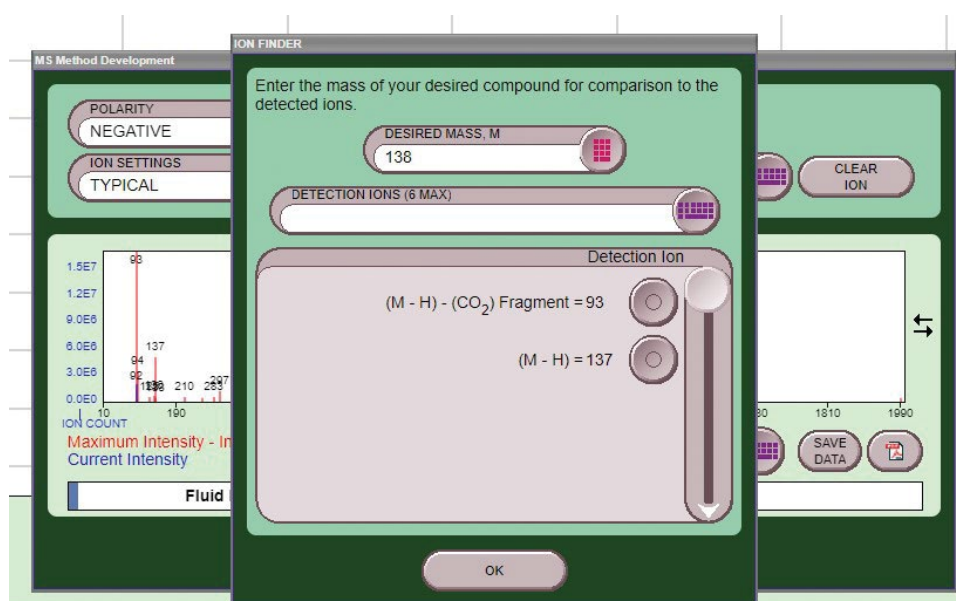 ION FINDER
MS Method Development
Enter the mass of your desired compound for comparison to the
detected ions.
POLARITY
NEGATIVE
DESIRED MASS, M
138
ION SETTINGS
TYPICAL
CLEAR
ION
DETECTION IONS (6 MAX)
Detection Ion
(M - H) - (CO2) Fragment = 93
(M - H) = 137
1.5E7
1.2E7
9.0E6
6.0E6
3.0E6
0.0E0
93
137
94
92
210
10
190
1810
1990
ION COUNT
Maximum Intensity - In
Current Intensity
SAVE
DATA
Fluid
OK